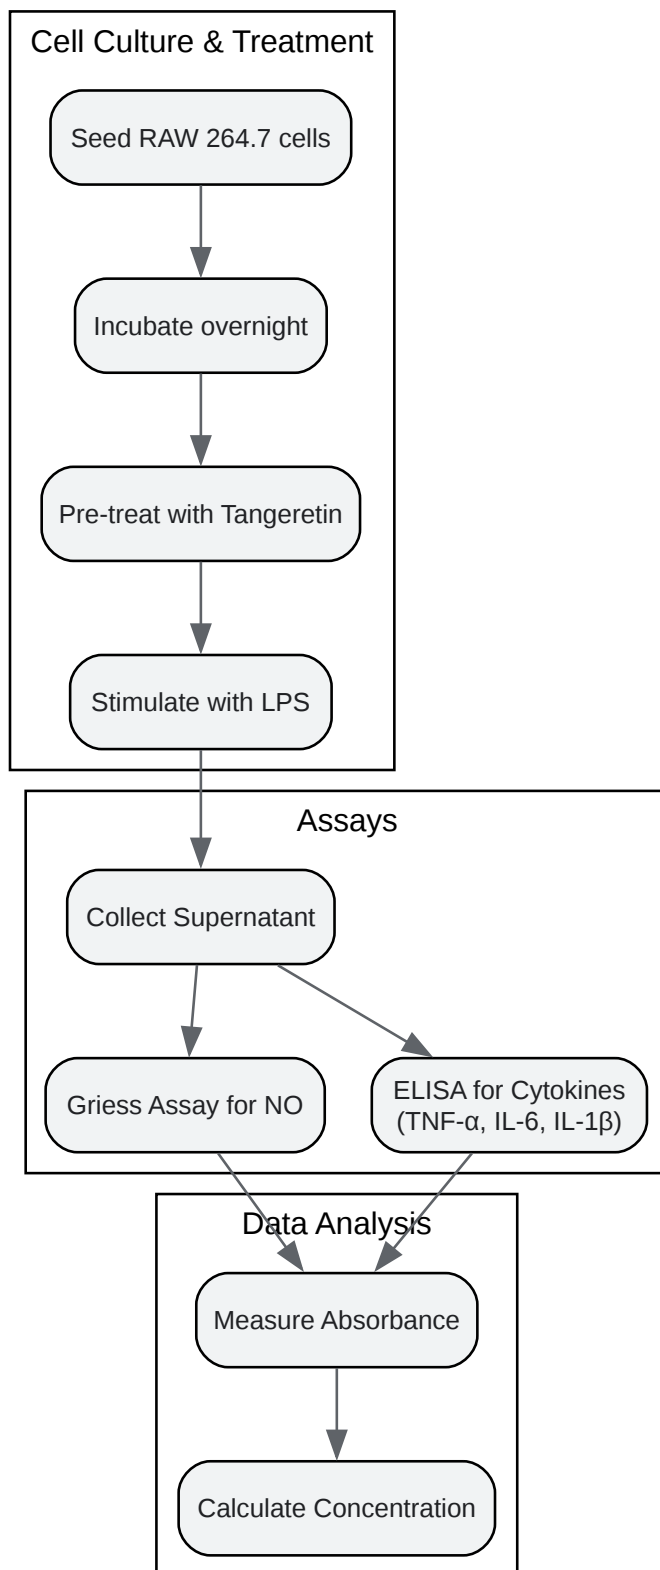 Cell Culture & Treatment
Seed RAW 264.7 cells
Incubate overnight
Pre-treat with Tangeretin
Stimulate with LPS
Assays
Collect Supernatant
Griess Assay for NO
ELISA for Cytokines
(TNF-α, IL-6, IL-1β)
Data Analysis
Measure Absorbance
Calculate Concentration